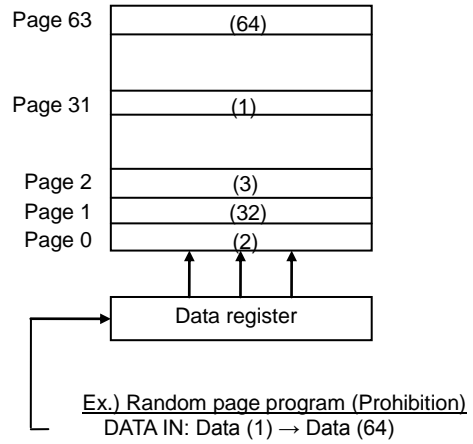 Page 63 (64)
Page 31 (1)
Page 2 (3)
Page 1 (32)
Page 0 (2)
Data register
Ex.) Random page program (Prohibition)
DATA IN: Data (1) → Data (64)